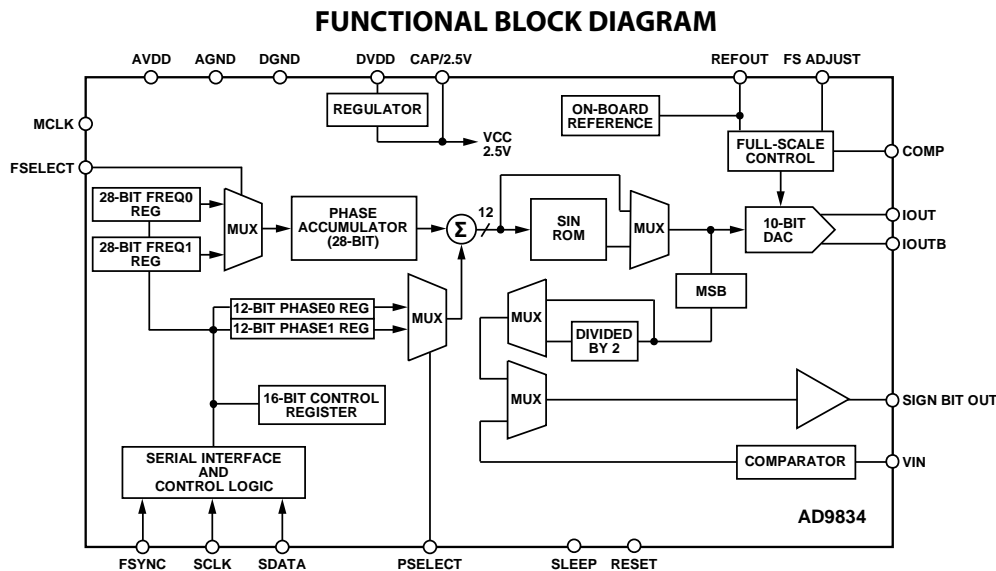 FUNCTIONAL BLOCK DIAGRAM
AVDD
AGND
DGND
DVDD
CAP/2.5V
REFOUT
FS ADJUST
MCLK
REGULATOR
VCC
2.5V
ON-BOARD
REFERENCE
FULL-SCALE
CONTROL
COMP
FSELECT
28-BIT FREQ0
REG
28-BIT FREQ1
REG
MUX
PHASE
ACCUMULATOR
(28-BIT)
Σ
12
SIN
ROM
MUX
10-BIT
DAC
IOUT
IOUTB
12-BIT PHASE0 REG
12-BIT PHASE1 REG
MUX
MUX
DIVIDED
BY 2
MSB
16-BIT CONTROL
REGISTER
MUX
SIGN BIT OUT
SERIAL INTERFACE
AND
CONTROL LOGIC
COMPARATOR
VIN
AD9834
FSYNC
SCLK
SDATA
PSELECT
SLEEP
RESET